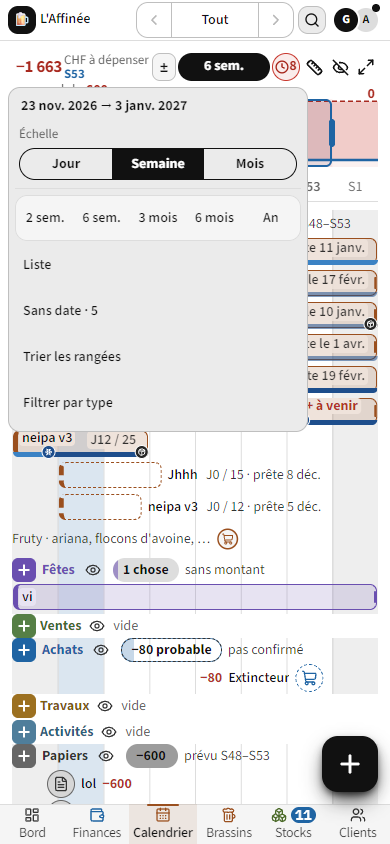 L'Affinée
Tout
G
A
−1 663 CHF à dépenser
S53
±
6 sem.
8
0
23 nov. 2026 → 3 janv. 2027
Échelle
Jour
Semaine
Mois
53
S1
2 sem.
6 sem.
3 mois
6 mois
An
S48–S53
Liste
te 11 janv.
le 17 févr.
Sans date · 5
te 10 janv.
te le 1 avr.
Trier les rangées
te 19 févr.
Filtrer par type
+ à venir
neipa v3
J12 / 25
Jhhh J0 / 15 · prête 8 déc.
neipa v3 J0 / 12 · prête 5 déc.
Fruty · ariana, flocons d'avoine, …
Fêtes
1 chose
sans montant
vi
Ventes
vide
Achats
−80 probable
pas confirmé
−80 Extincteur
Travaux
vide
Activités
vide
Papiers
−600
prévu S48–S53
lol −600
+
Bord
Finances
Calendrier
Brassins
Stocks
11
Clients